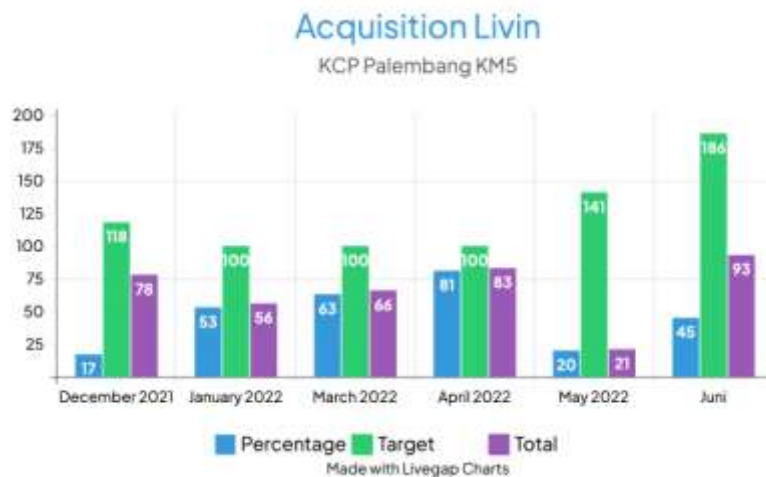 Acquisition Livin
KCP Palembang KM5
200
175
150
125
100
75
50
25
17
118
78
53
100
56
63
100
66
81
100
83
20
141
21
45
186
93
December 2021
January 2022
March 2022
April 2022
May 2022
Juni
Percentage
Target
Total
Made with Livegap Charts